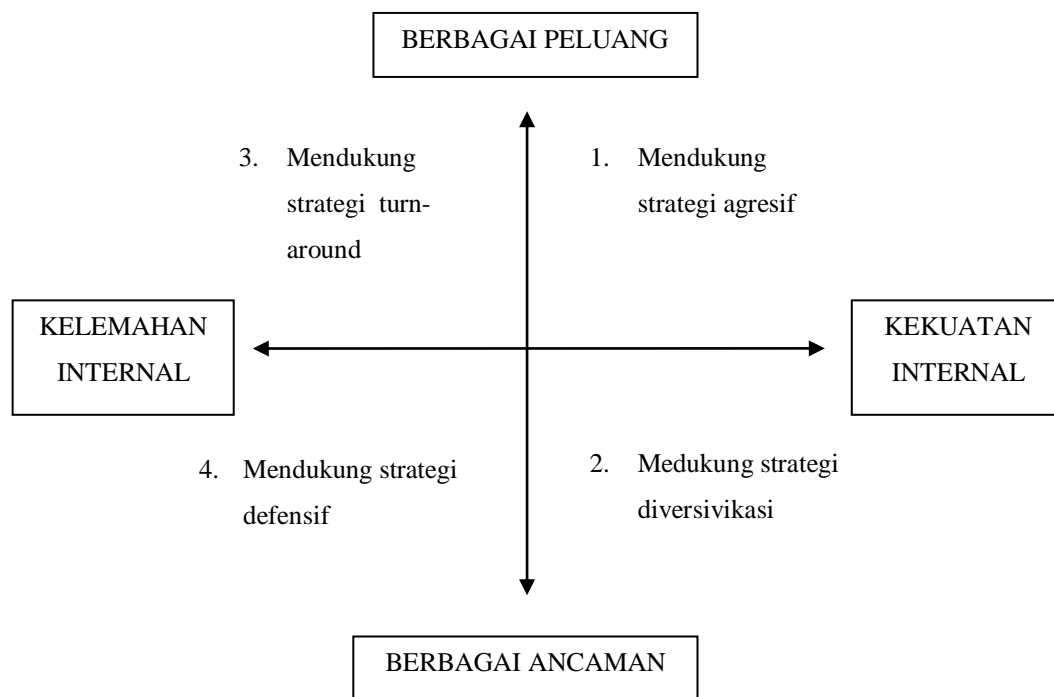 BERBAGAI PELUANG
3. Mendukung
strategi turn-
around
1. Mendukung
strategi agresif
KELEMAHAN
INTERNAL
KEKUATAN
INTERNAL
4. Mendukung strategi
defensif
2. Medukung strategi
diversivikasi
BERBAGAI ANCAMAN